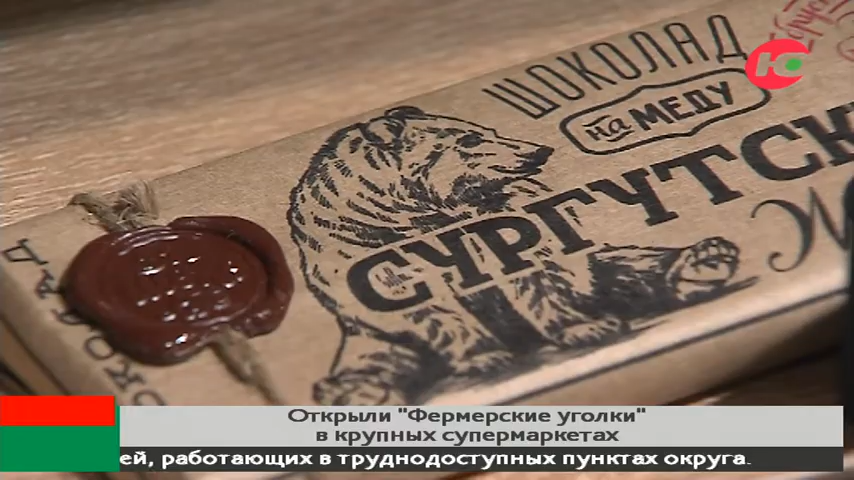 ШОКОЛАД
на МЕДУ
СУРГУТСК
Ю
Открыли "Фермерские уголки"
в крупных супермаркетах
ей, работающих в труднодоступных пунктах округа.